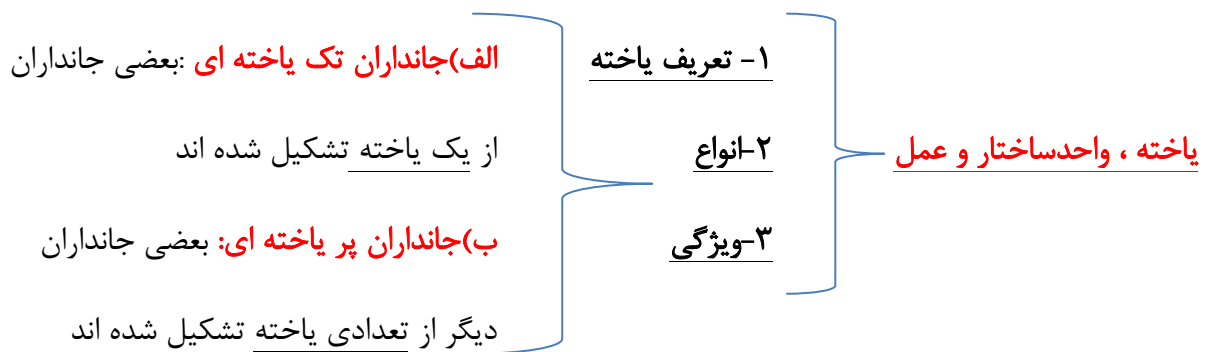 یاخته ، واحدساختار و عمل
۱- تعریف یاخته
۲-انواع
۳-ویژگی
الف)جانداران تک یاخته ای :بعضی جانداران
از یک یاخته تشکیل شده اند
ب)جانداران پر یاخته ای: بعضی جانداران
دیگر از تعدادی یاخته تشکیل شده اند